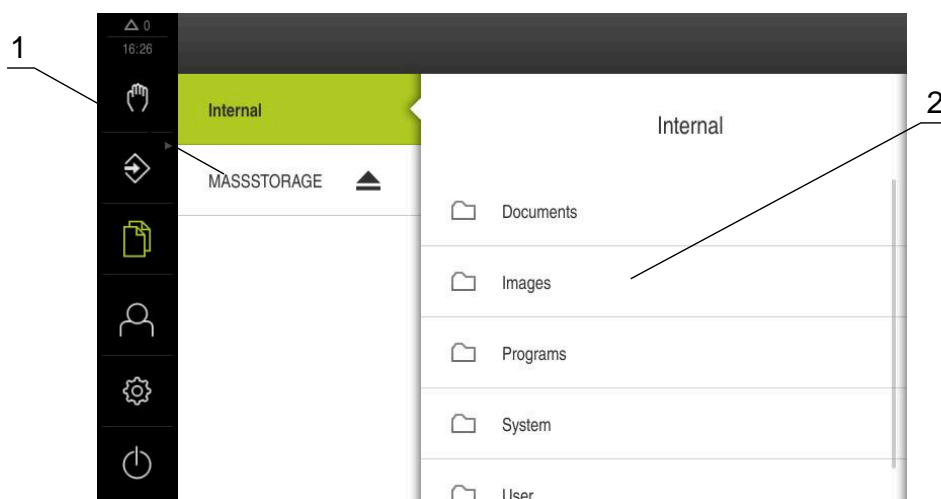 1
0
16:26
Internal
MASSSTORAGE
Internal
2
Documents
Images
Programs
System
User